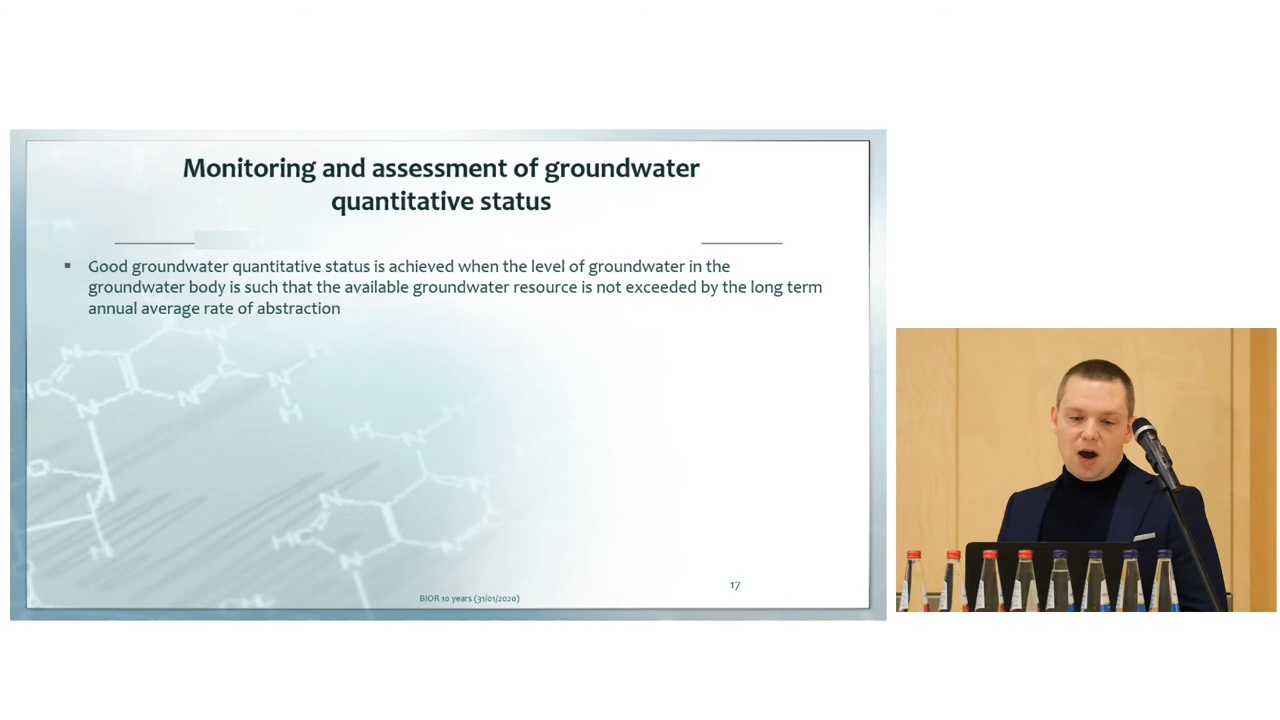 Monitoring and assessment of groundwater
quantitative status
▪ Good groundwater quantitative status is achieved when the level of groundwater in the
groundwater body is such that the available groundwater resource is not exceeded by the long term
annual average rate of abstraction
17
BIOR 10 years (31/01/2020)